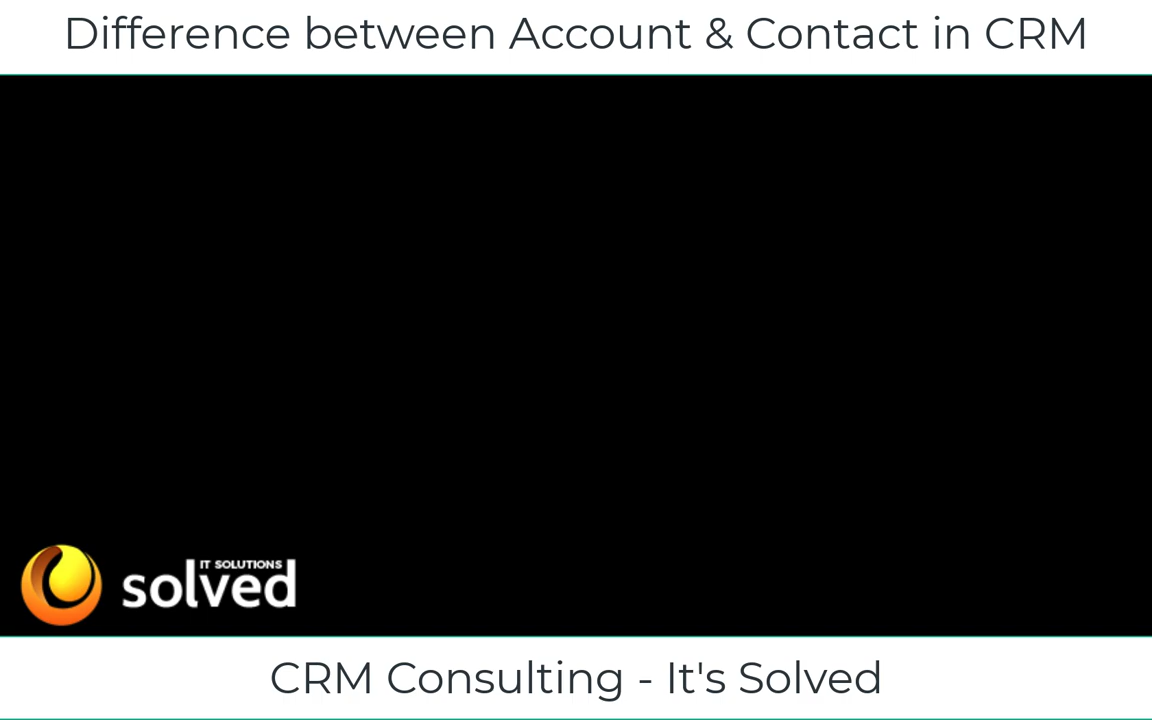 Difference between Account & Contact in CRM
IT SOLUTIONS
solved
CRM Consulting - It's Solved